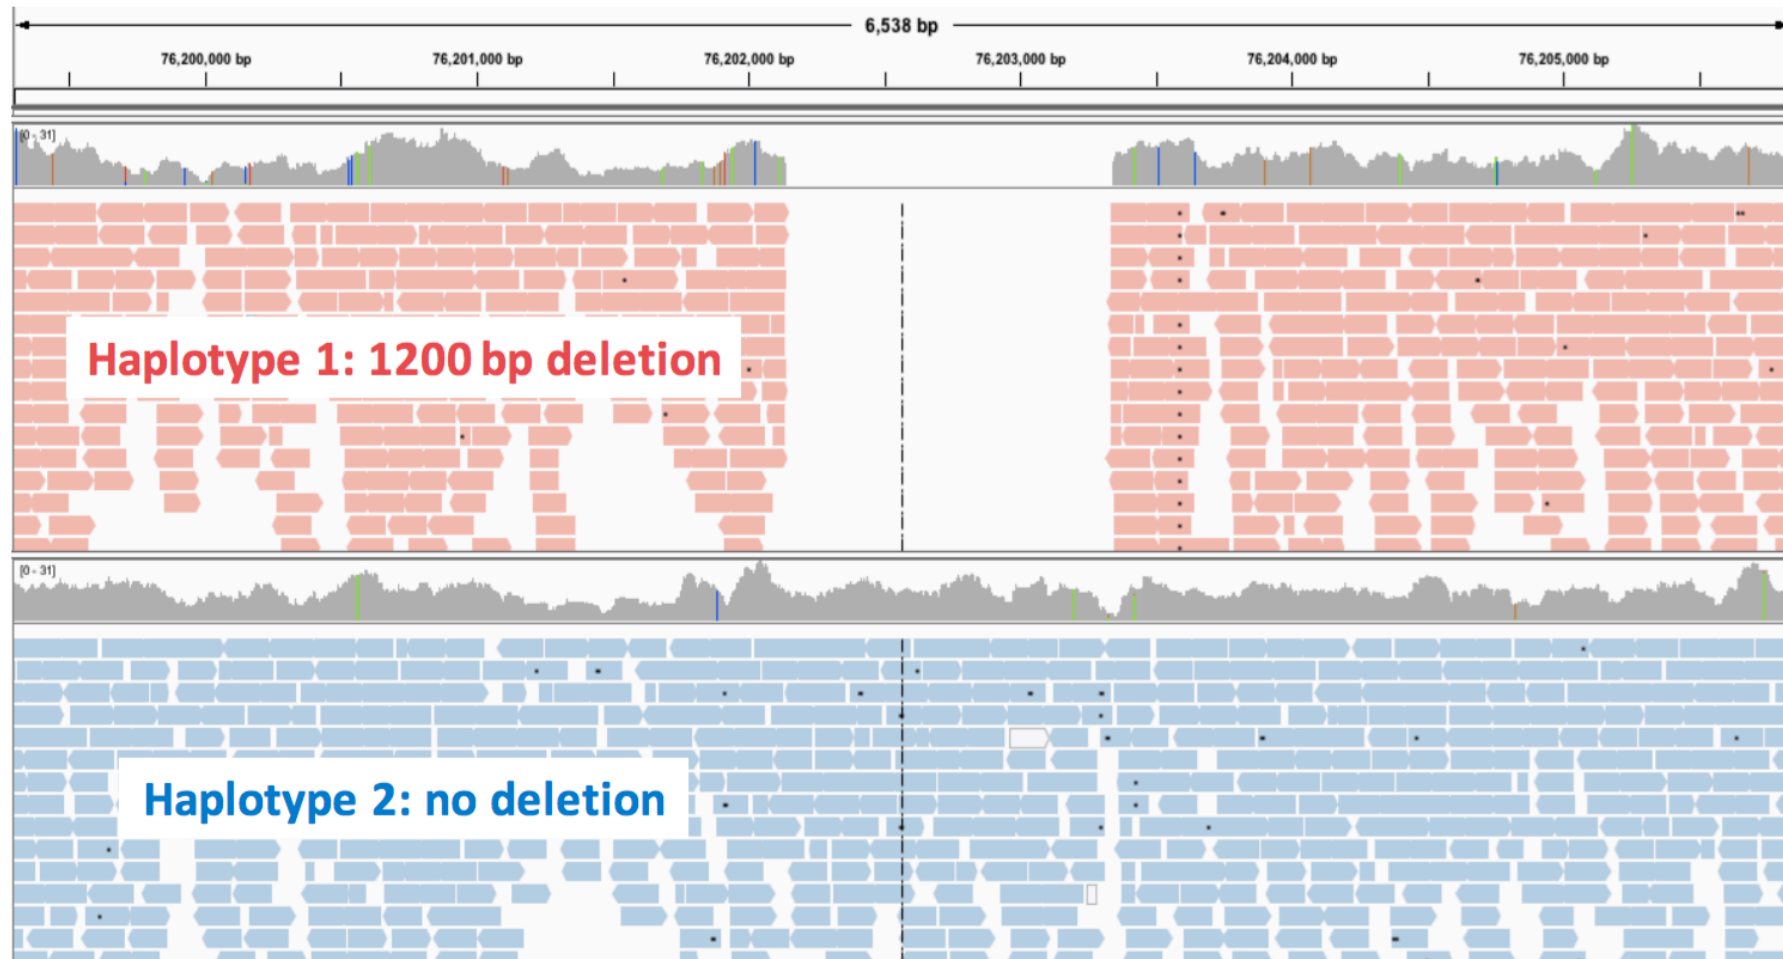 6,538 bp
76,200,000 bp 76,201,000 bp 76,202,000 bp 76,203,000 bp 76,204,000 bp 76,205,000 bp
[0 - 31]
Haplotype 1: 1200 bp deletion
[0 - 31]
Haplotype 2: no deletion